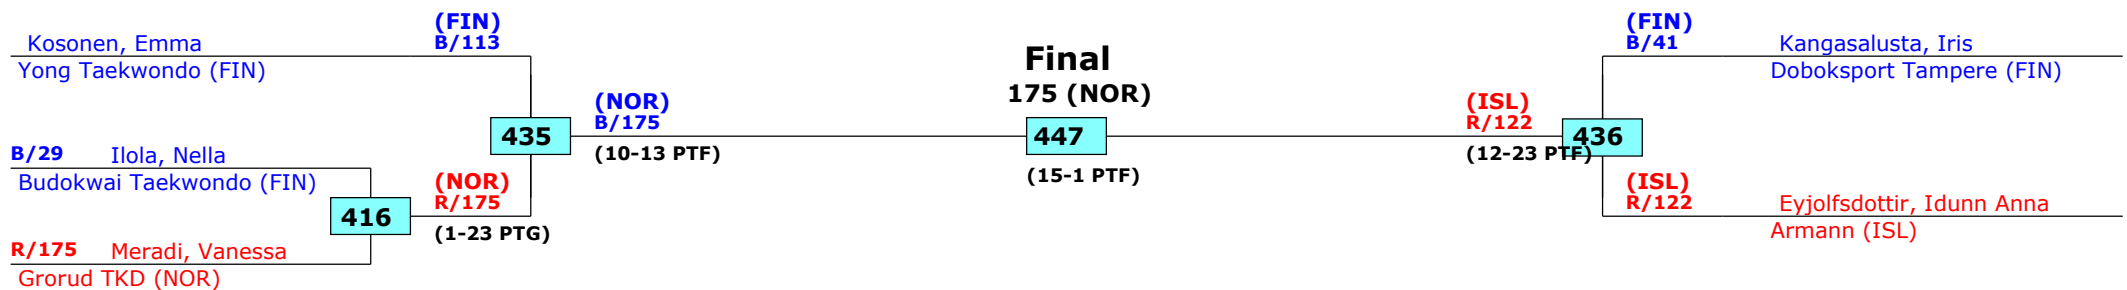 (FIN)
B/113
Kosonen, Emma
Yong Taekwondo (FIN)
B/29 Ilola, Nella
Budokwai Taekwondo (FIN)
416
R/175 Meradi, Vanessa
Grorud TKD (NOR)
(NOR)
R/175
(1-23 PTG)
435
(NOR)
B/175
(10-13 PTF)
Final
175 (NOR)
447
(15-1 PTF)
(ISL)
R/122
(12-23 PTF)
436
(FIN)
B/41
Kangasalusta, Iris
Doboksport Tampere (FIN)
(ISL)
R/122
Eyjolfsdottir, Idunn Anna
Armann (ISL)